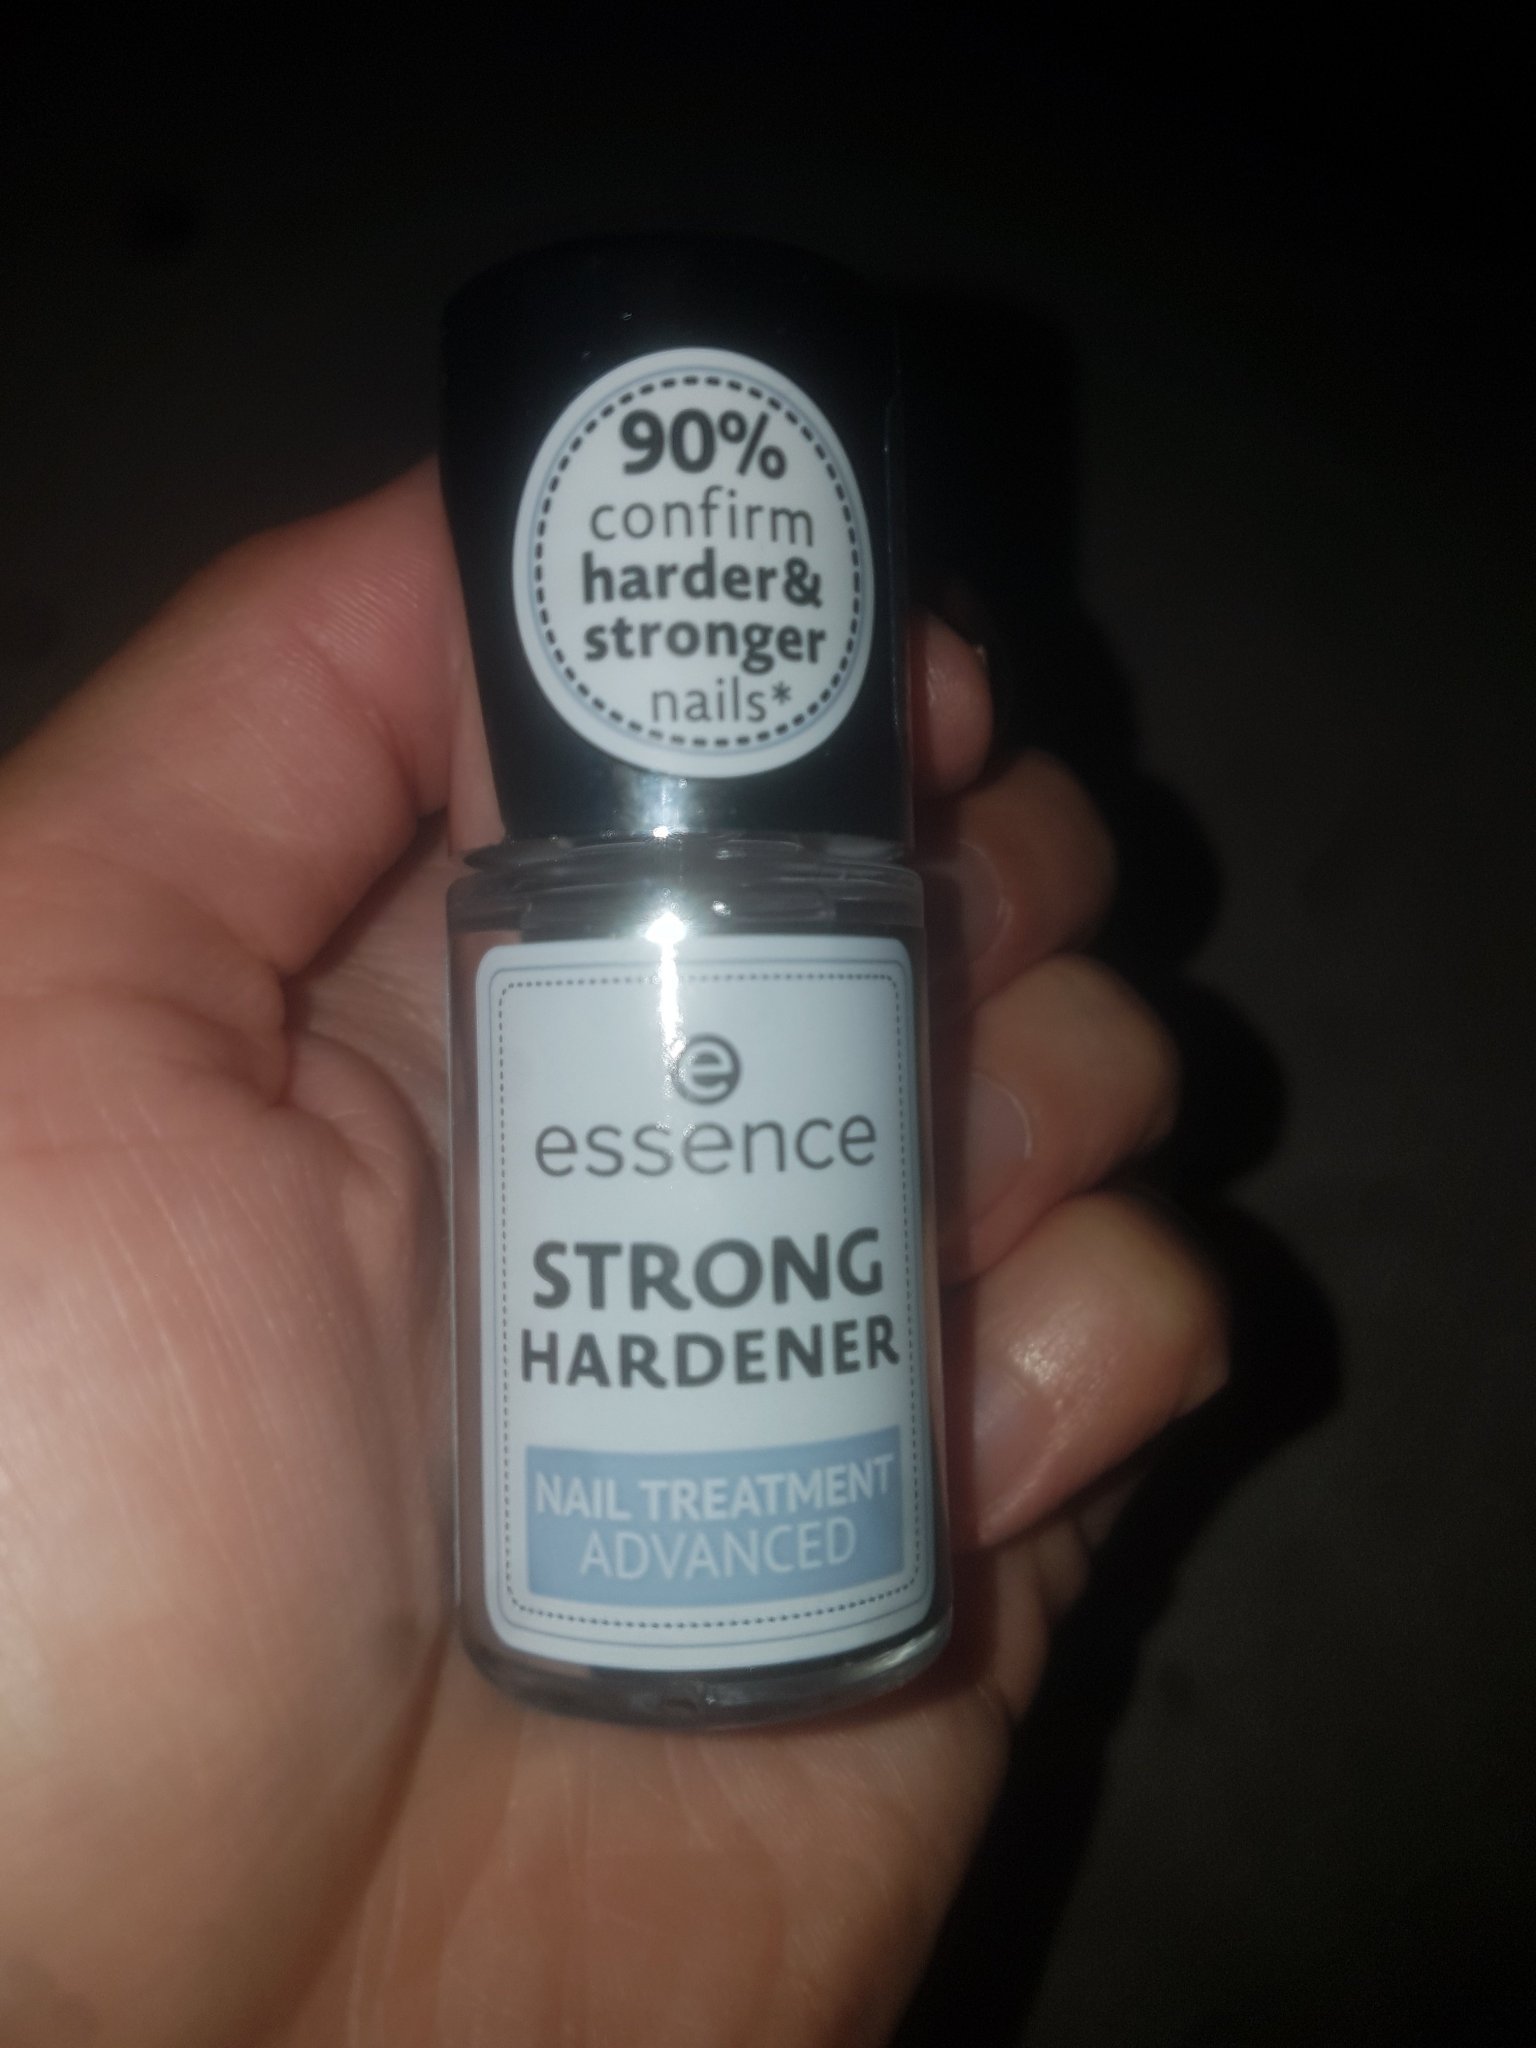 90%
confirm
harder&
stronger
nails*
e
essence
STRONG
HARDENER
NAIL TREATMENT
ADVANCED